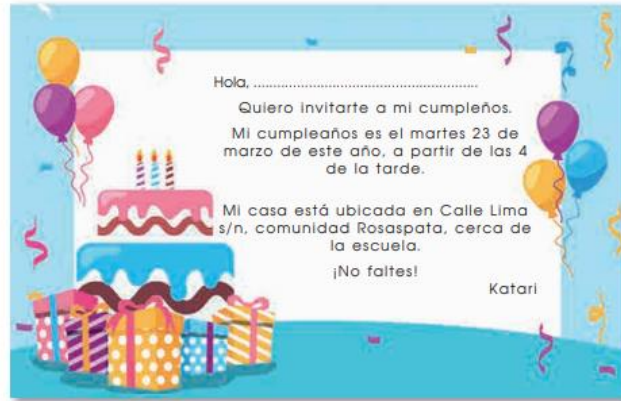 Hola, .........................................................
Quiero invitarte a mi cumpleños.
Mi cumpleaños es el martes 23 de
marzo de este año, a partir de las 4
de la tarde.
Mi casa está ubicada en Calle Lima
s/n, comunidad Rosaspata, cerca de
la escuela.
¡No faltes!
Katari